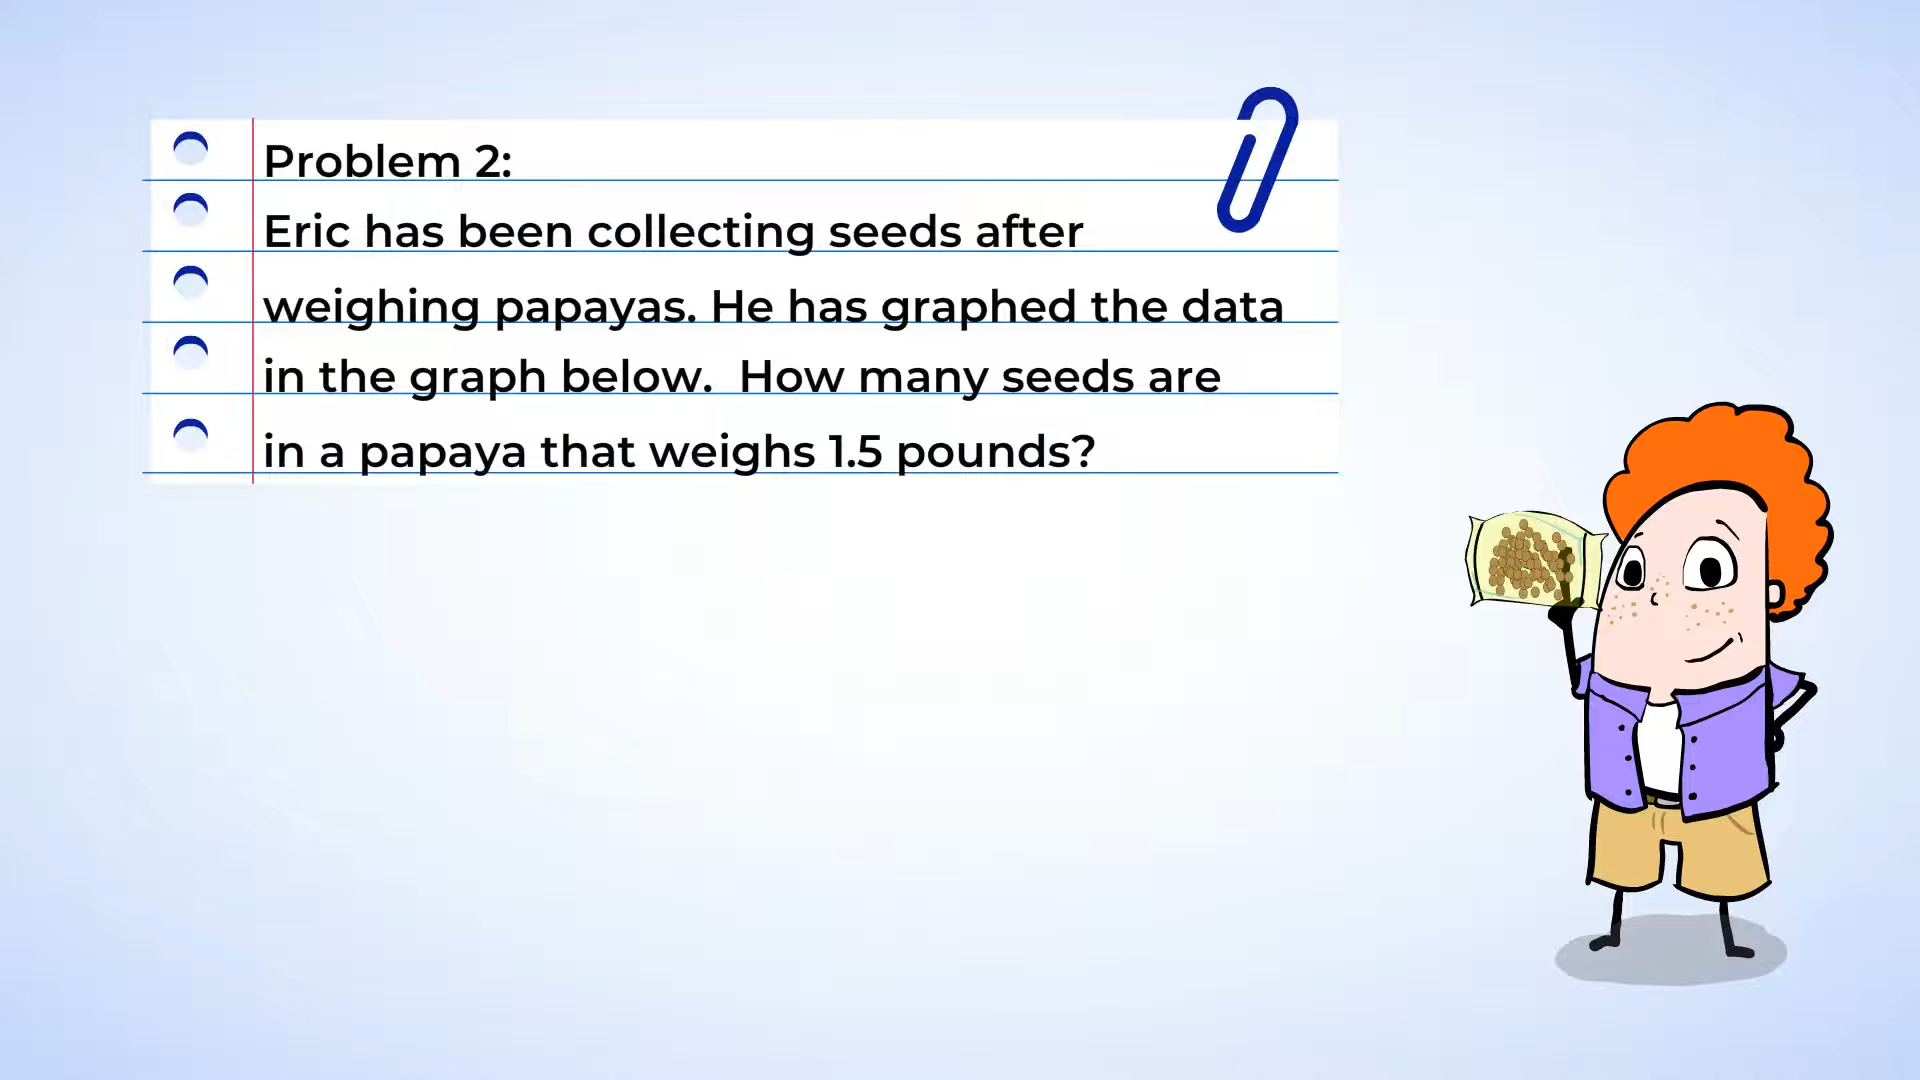 Problem 2:
Eric has been collecting seeds after
weighing papayas. He has graphed the data
in the graph below.  How many seeds are
in a papaya that weighs 1.5 pounds?